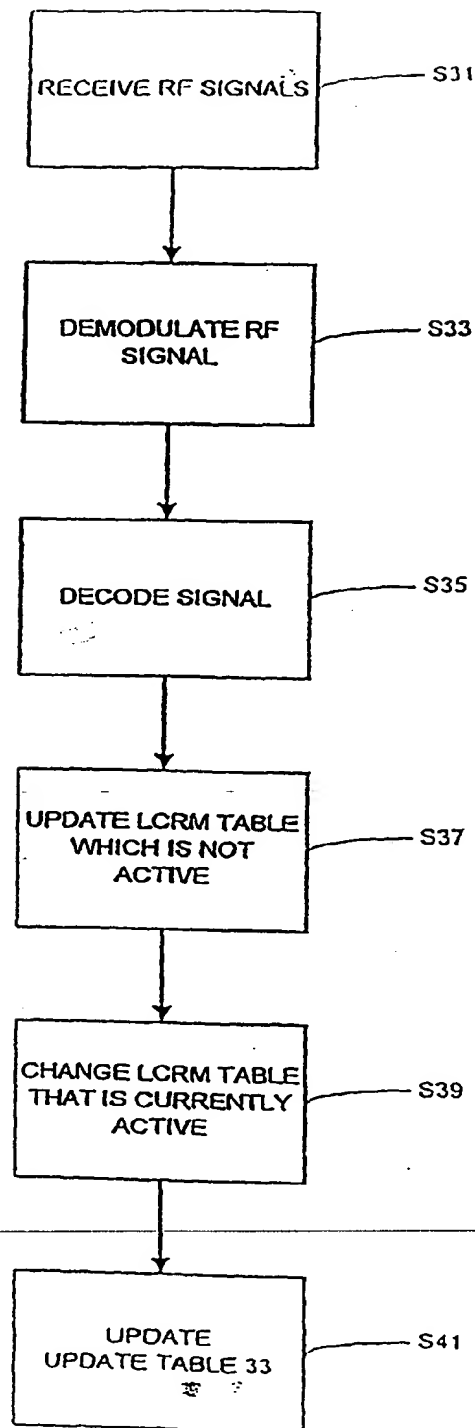 RECEIVE RF SIGNALS
S31
DEMODULATE RF
SIGNAL
S33
DECODE SIGNAL
S35
UPDATE LCRM TABLE
WHICH IS NOT
ACTIVE
S37
CHANGE LCRM TABLE
THAT IS CURRENTLY
ACTIVE
S39
UPDATE
UPDATE TABLE 33
S41